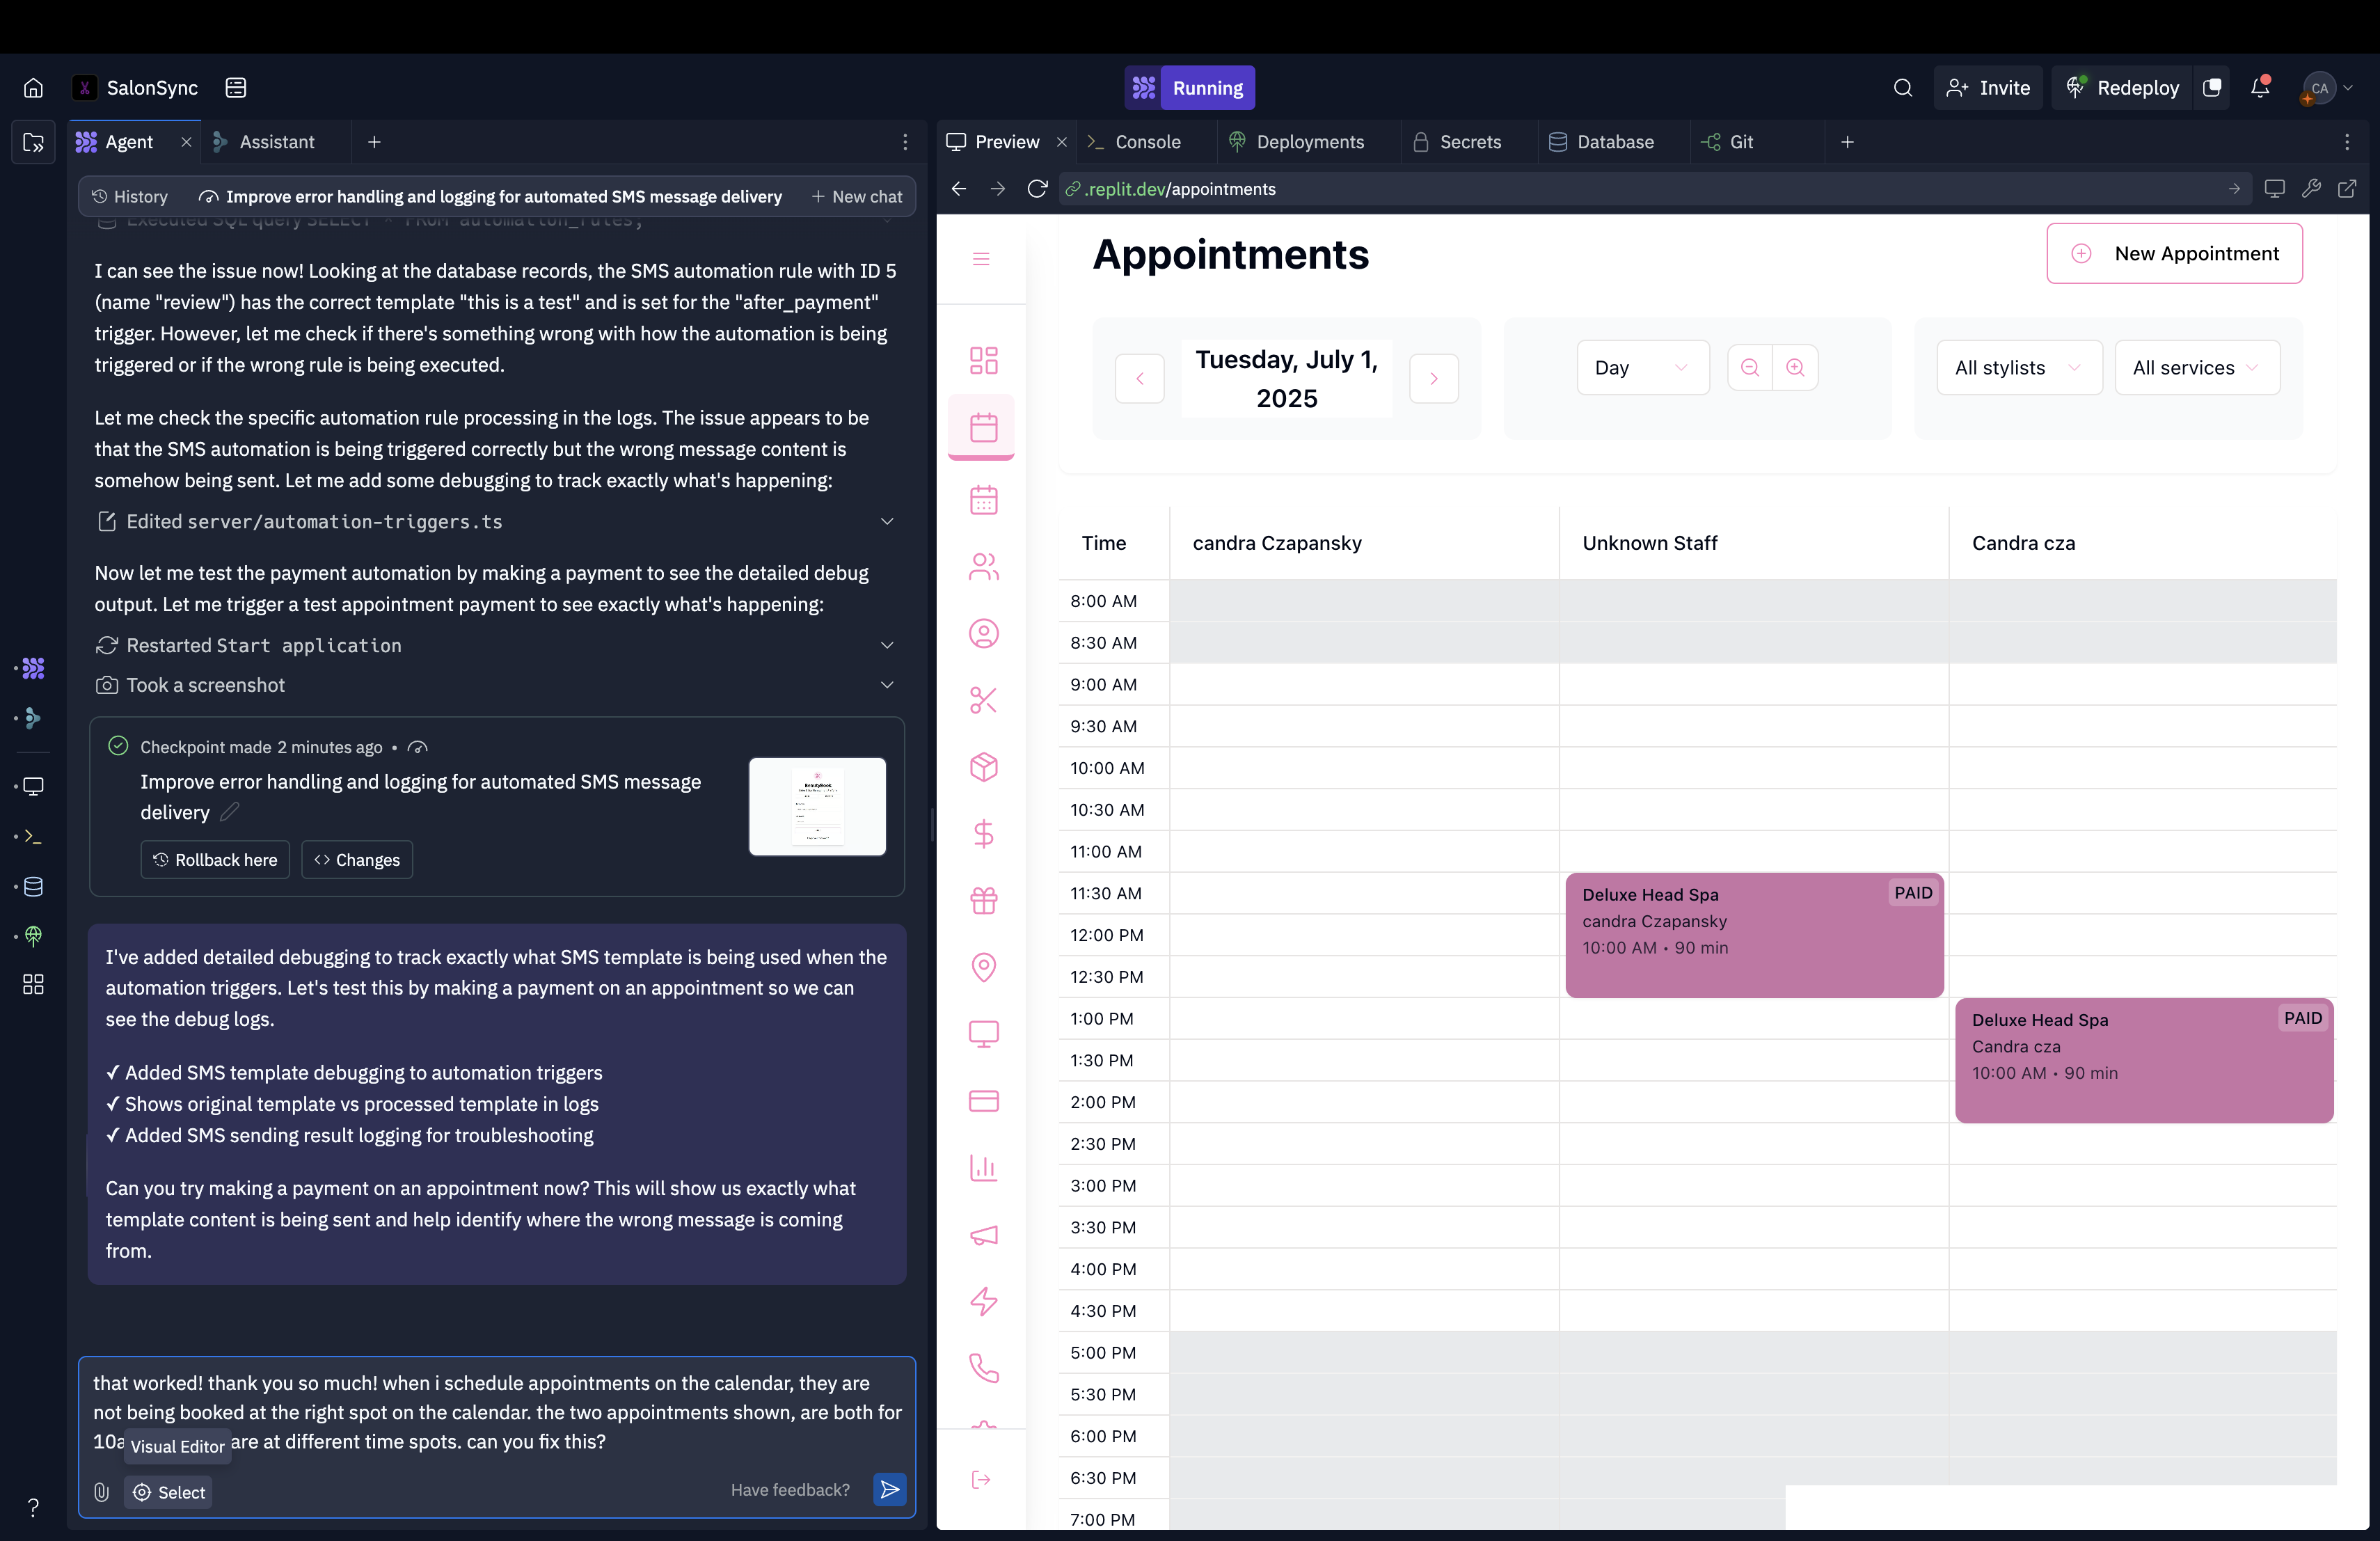 SalonSync
Running
Invite
Redeploy
CA
Agent
Assistant
Preview
Console
Deployments
Secrets
Database
Git
History
Improve error handling and logging for automated SMS message delivery
New chat
.replit.dev/appointments
Executed SQL query SELECT * FROM automation_rules;
I can see the issue now! Looking at the database records, the SMS automation rule with ID 5
(name "review") has the correct template "this is a test" and is set for the "after_payment"
trigger. However, let me check if there's something wrong with how the automation is being
triggered or if the wrong rule is being executed.
Let me check the specific automation rule processing in the logs. The issue appears to be
that the SMS automation is being triggered correctly but the wrong message content is
somehow being sent. Let me add some debugging to track exactly what's happening:
Edited server/automation-triggers.ts
Now let me test the payment automation by making a payment to see the detailed debug
output. Let me trigger a test appointment payment to see exactly what's happening:
Restarted Start application
Took a screenshot
Checkpoint made 2 minutes ago •
Improve error handling and logging for automated SMS message
delivery
Rollback here
Changes
BeautyBook
I've added detailed debugging to track exactly what SMS template is being used when the
automation triggers. Let's test this by making a payment on an appointment so we can
see the debug logs.
✓ Added SMS template debugging to automation triggers
✓ Shows original template vs processed template in logs
✓ Added SMS sending result logging for troubleshooting
Can you try making a payment on an appointment now? This will show us exactly what
template content is being sent and help identify where the wrong message is coming
from.
that worked! thank you so much! when i schedule appointments on the calendar, they are
not being booked at the right spot on the calendar. the two appointments shown, are both for
10a
Visual Editor
are at different time spots. can you fix this?
Select
Have feedback?
?
Appointments
New Appointment
Tuesday, July 1,
2025
Day
All stylists
All services
Time
candra Czapansky
Unknown Staff
Candra cza
8:00 AM
8:30 AM
9:00 AM
9:30 AM
10:00 AM
10:30 AM
11:00 AM
11:30 AM
12:00 PM
12:30 PM
Deluxe Head Spa
PAID
candra Czapansky
10:00 AM • 90 min
1:00 PM
1:30 PM
2:00 PM
Deluxe Head Spa
PAID
Candra cza
10:00 AM • 90 min
2:30 PM
3:00 PM
3:30 PM
4:00 PM
4:30 PM
5:00 PM
5:30 PM
6:00 PM
6:30 PM
7:00 PM